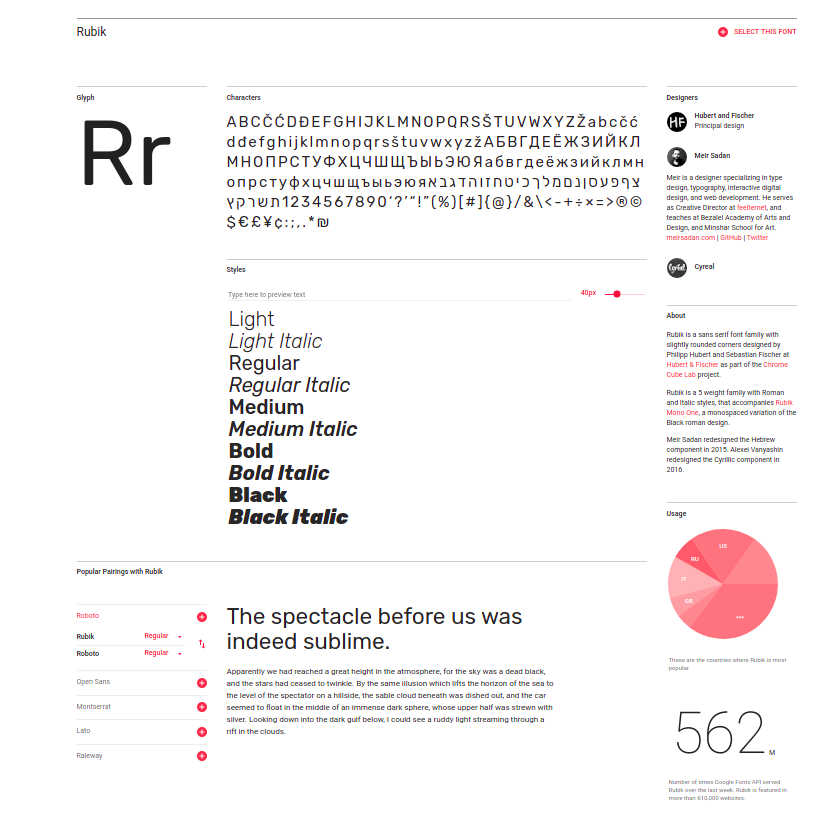 Rubik
SELECT THIS FONT
Glyph
Rr
Characters
ABCČĆDĐEFGHIJKLMNOPQRSŠTUVWXYZŽabcčć
dđefghijklmnopqrsštuvwxyzžАБВГДЕЁЖЗИЙКЛ
МНОПРСТУФХЦЧШЩЪЫЬЭЮЯабвгдеёжзийклмн
опрстуфхцчшщъыьэюяאבגדהוזחטיכךלמםנןסעפףצ
ץקרשת1234567890‘?’“!”(%)[#]{@}/&\<-+÷×=>®©
$€£¥¢:;,.*₪
Styles
Type here to preview text
40px
Light
Light Italic
Regular
Regular Italic
Medium
Medium Italic
Bold
Bold Italic
Black
Black Italic
Designers
HF
Hubert and Fischer
Principal design
Meir Sadan
Meir is a designer specializing in type
design, typography, interactive digital
design, and web development. He serves
as Creative Director at feelternet, and
teaches at Bezalel Academy of Arts and
Design, and Minshar School for Art.
meirsadan.com | GitHub | Twitter
Cyreal
Cyreal
About
Rubik is a sans serif font family with
slightly rounded corners designed by
Philipp Hubert and Sebastian Fischer at
Hubert & Fischer as part of the Chrome
Cube Lab project.
Rubik is a 5 weight family with Roman
and Italic styles, that accompanies Rubik
Mono One, a monospaced variation of the
Black roman design.
Meir Sadan redesigned the Hebrew
component in 2015. Alexei Vanyashin
redesigned the Cyrillic component in
2016.
Usage
US
RU
IT
GB
***
These are the countries where Rubik is most
popular
562 M
Number of times Google Fonts API served
Rubik over the last week. Rubik is featured in
more than 610,000 websites.
Popular Pairings with Rubik
Roboto
Rubik Regular
Roboto Regular
Open Sans
Montserrat
Lato
Raleway
The spectacle before us was
indeed sublime.
Apparently we had reached a great height in the atmosphere, for the sky was a dead black,
and the stars had ceased to twinkle. By the same illusion which lifts the horizon of the sea to
the level of the spectator on a hillside, the sable cloud beneath was dished out, and the car
seemed to float in the middle of an immense dark sphere, whose upper half was strewn with
silver. Looking down into the dark gulf below, I could see a ruddy light streaming through a
rift in the clouds.